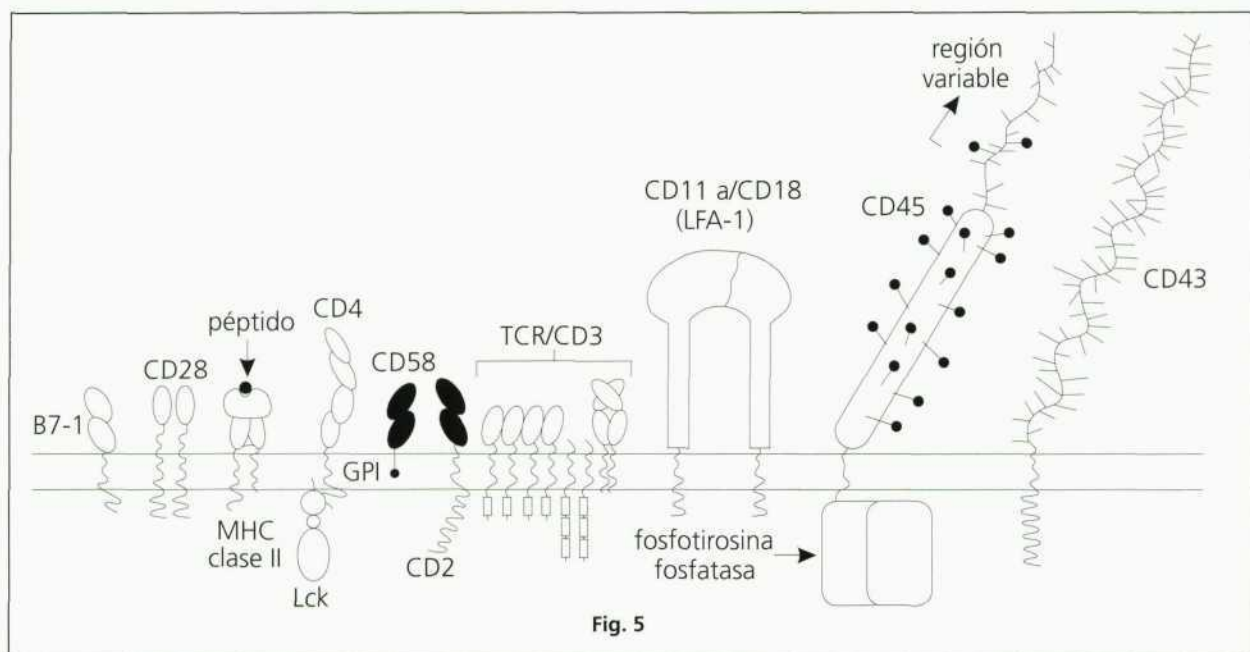 región
variable
CD11 a/CD18
(LFA-1)
CD45
CD43
CD4
péptido
TCR/CD3
CD28
CD58
B7-1
GPI
MHC
clase II
CD2
fosfotirosina
fosfatasa
Lck
Fig. 5